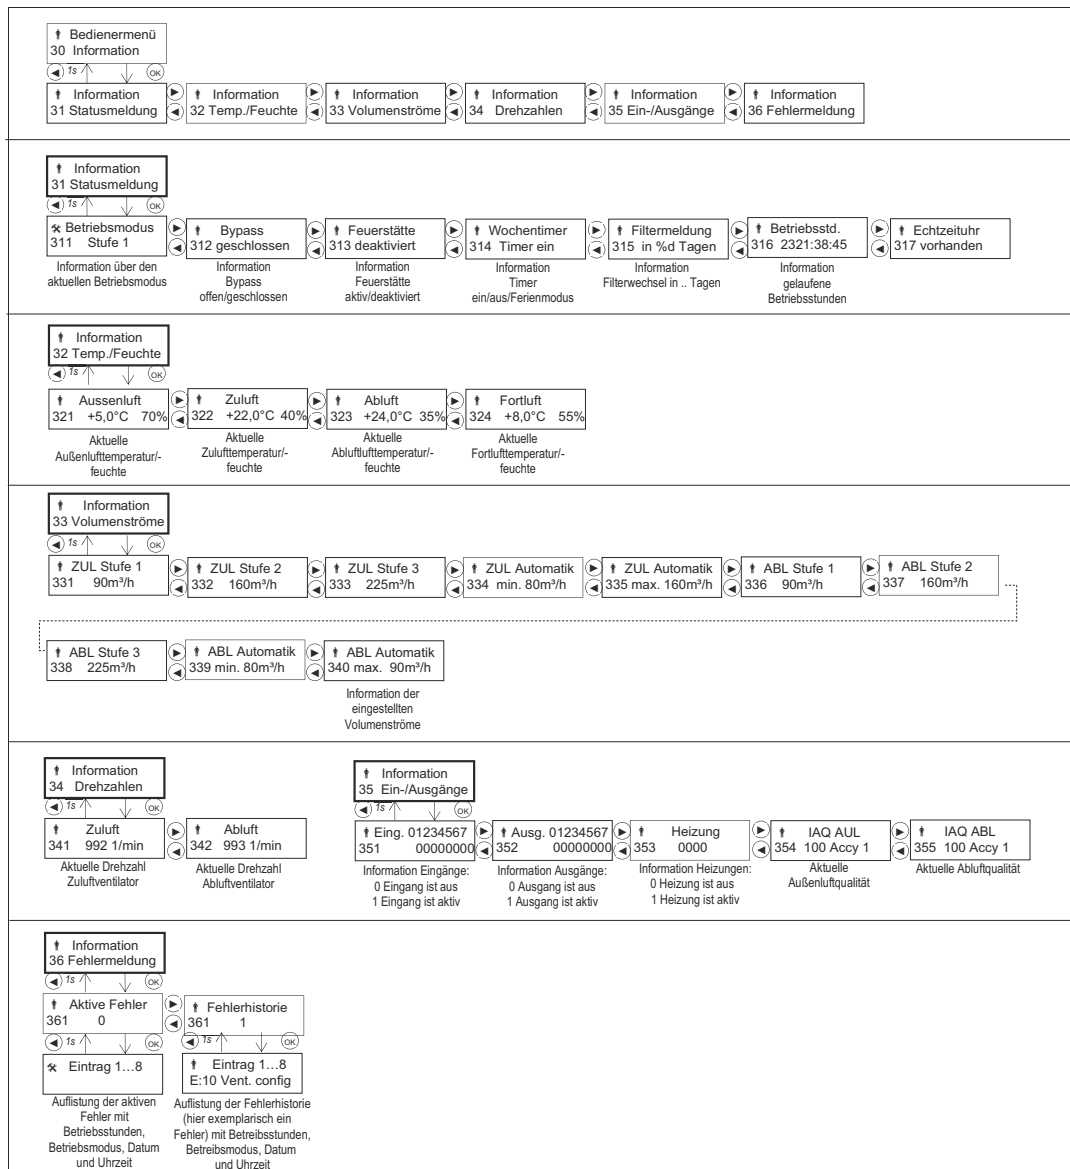 Bedienermenü
30 Information
1s OK
Information
31 Statusmeldung
Information
32 Temp./Feuchte
Information
33 Volumenströme
Information
34 Drehzahlen
Information
35 Ein-/Ausgänge
Information
36 Fehlermeldung
Information
31 Statusmeldung
1s OK
Betriebsmodus
311 Stufe 1
Information über den
aktuellen Betriebsmodus
Bypass
312 geschlossen
Information
Bypass
offen/geschlossen
Feuerstätte
313 deaktiviert
Information
Feuerstätte
aktiv/deaktiviert
Wochentimer
314 Timer ein
Information
Timer
ein/aus/Ferienmodus
Filtermeldung
315 in %d Tagen
Information
Filterwechsel in .. Tagen
Betriebsstd.
316 2321:38:45
Information
gelaufene
Betriebsstunden
Echtzeituhr
317 vorhanden
Information
32 Temp./Feuchte
1s OK
Aussenluft
321 +5,0°C 70%
Aktuelle
Außenlufttemperatur/-
feuchte
Zuluft
322 +22,0°C 40%
Aktuelle
Zulufttemperatur/-
feuchte
Abluft
323 +24,0°C 35%
Aktuelle
Abluftlufttemperatur/-
feuchte
Fortluft
324 +8,0°C 55%
Aktuelle
Fortlufttemperatur/-
feuchte
Information
33 Volumenströme
1s OK
ZUL Stufe 1
331 90m³/h
ZUL Stufe 2
332 160m³/h
ZUL Stufe 3
333 225m³/h
ZUL Automatik
334 min. 80m³/h
ZUL Automatik
335 max. 160m³/h
ABL Stufe 1
336 90m³/h
ABL Stufe 2
337 160m³/h
ABL Stufe 3
338 225m³/h
ABL Automatik
339 min. 80m³/h
ABL Automatik
340 max. 90m³/h
Information der
eingestellten
Volumenströme
Information
34 Drehzahlen
1s OK
Zuluft
341 992 1/min
Aktuelle Drehzahl
Zuluftventilator
Abluft
342 993 1/min
Aktuelle Drehzahl
Abluftventilator
Information
35 Ein-/Ausgänge
1s OK
Eing. 01234567
351 00000000
Information Eingänge:
0 Eingang ist aus
1 Eingang ist aktiv
Ausg. 01234567
352 00000000
Information Ausgänge:
0 Ausgang ist aus
1 Ausgang ist aktiv
Heizung
353 0000
Information Heizungen:
0 Heizung ist aus
1 Heizung ist aktiv
IAQ AUL
354 100 Accy 1
Aktuelle
Außenluftqualität
IAQ ABL
355 100 Accy 1
Aktuelle Abluftqualität
Information
36 Fehlermeldung
1s OK
Aktive Fehler
361 0
1s OK
Eintrag 1…8
Auflistung der aktiven
Fehler mit
Betriebsstunden,
Betriebsmodus, Datum
und Uhrzeit
Fehlerhistorie
361 1
1s OK
Eintrag 1…8
E:10 Vent. config
Auflistung der Fehlerhistorie
(hier exemplarisch ein
Fehler) mit Betreibsstunden,
Betreibsmodus, Datum
und Uhrzeit